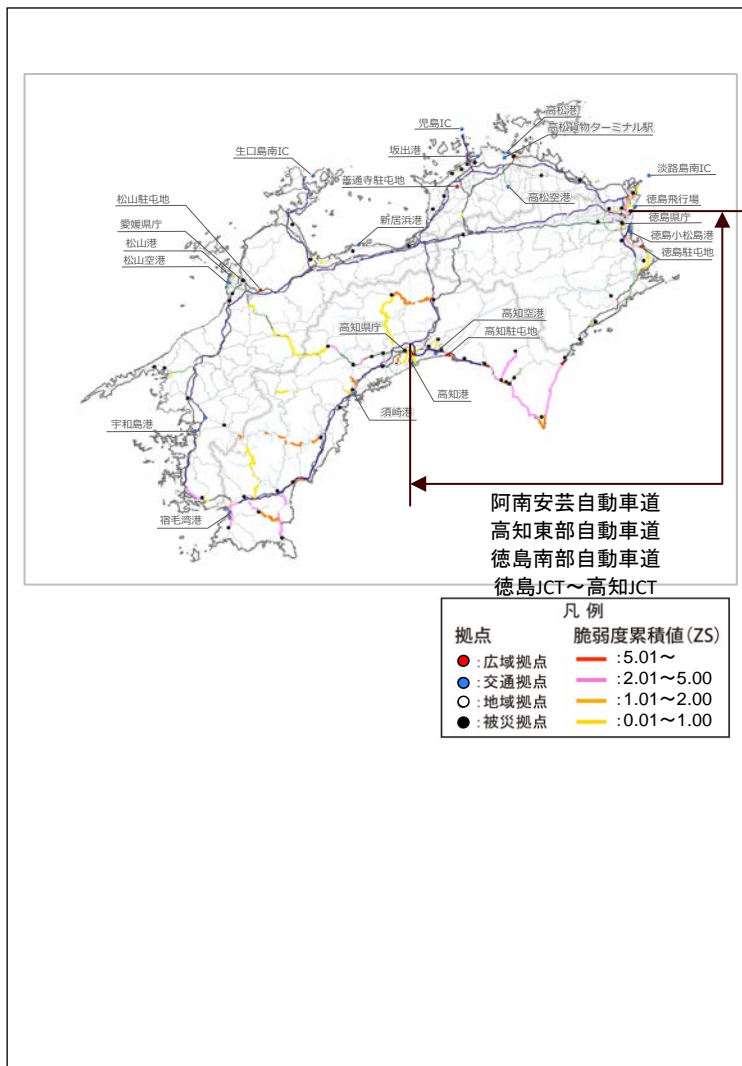 児島IC
高松港
坂出港
高松貨物ターミナル駅
生口島南IC
善通寺駐屯地
淡路島南IC
松山駐屯地
高松空港
徳島飛行場
愛媛県庁
新居浜港
徳島県庁
松山港
徳島小松島港
松山空港
徳島駐屯地
高知空港
高知県庁
高知駐屯地
高知港
須崎港
宇和島港
宿毛湾港
阿南安芸自動車道
高知東部自動車道
徳島南部自動車道
徳島JCT～高知JCT
凡 例
拠点 脆弱度累積値(ZS)
:広域拠点 :5.01～
:交通拠点 :2.01～5.00
:地域拠点 :1.01～2.00
:被災拠点 :0.01～1.00